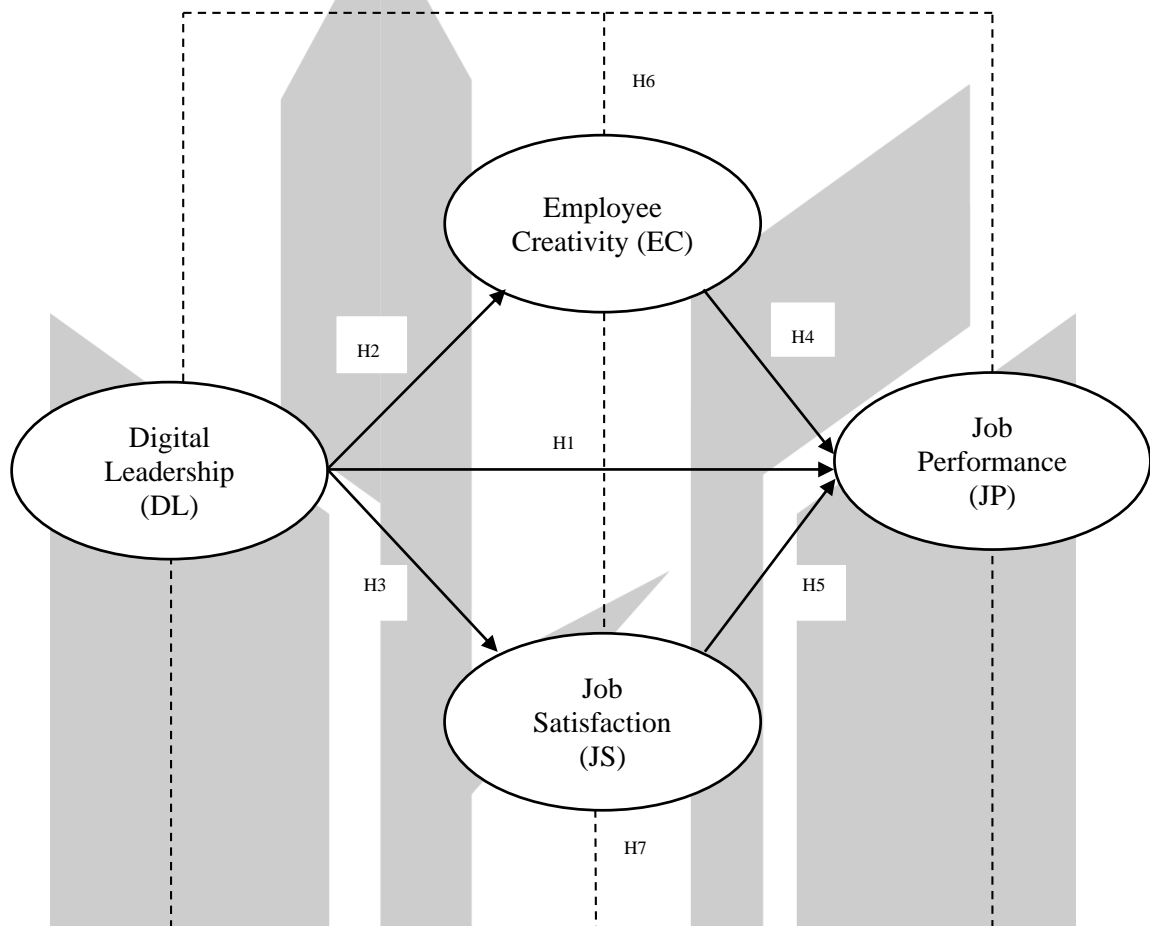 H6
Employee
Creativity (EC)
H2
H4
Digital
Leadership
(DL)
H1
Job
Performance
(JP)
H3
H5
Job
Satisfaction
(JS)
H7